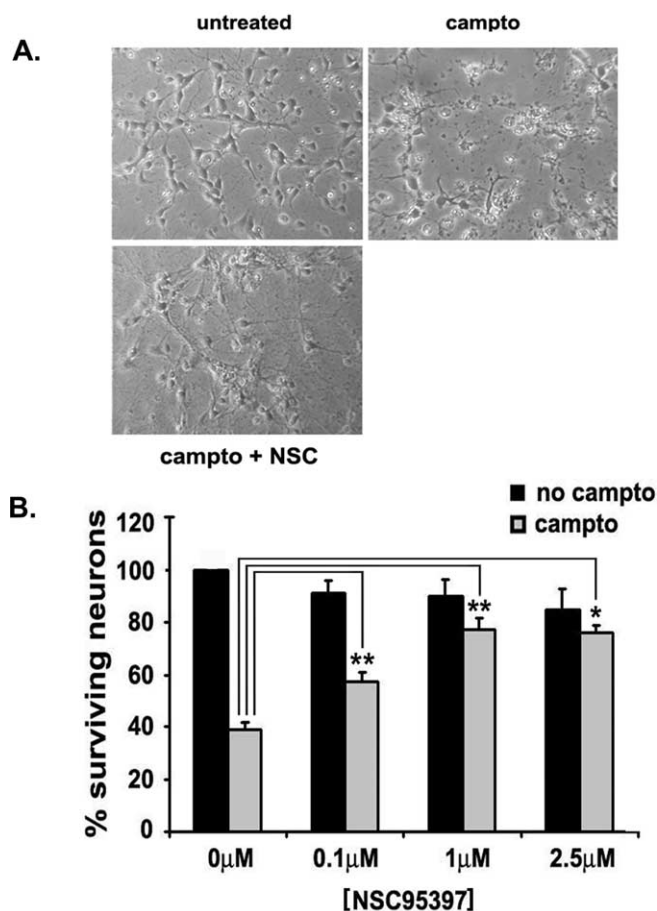 untreated
campto
A.
campto + NSC
B.
no campto
campto
% surviving neurons
120
100
80
60
40
20
0
**
**
*
0μM
0.1μM
1μM
2.5μM
[NSC95397]